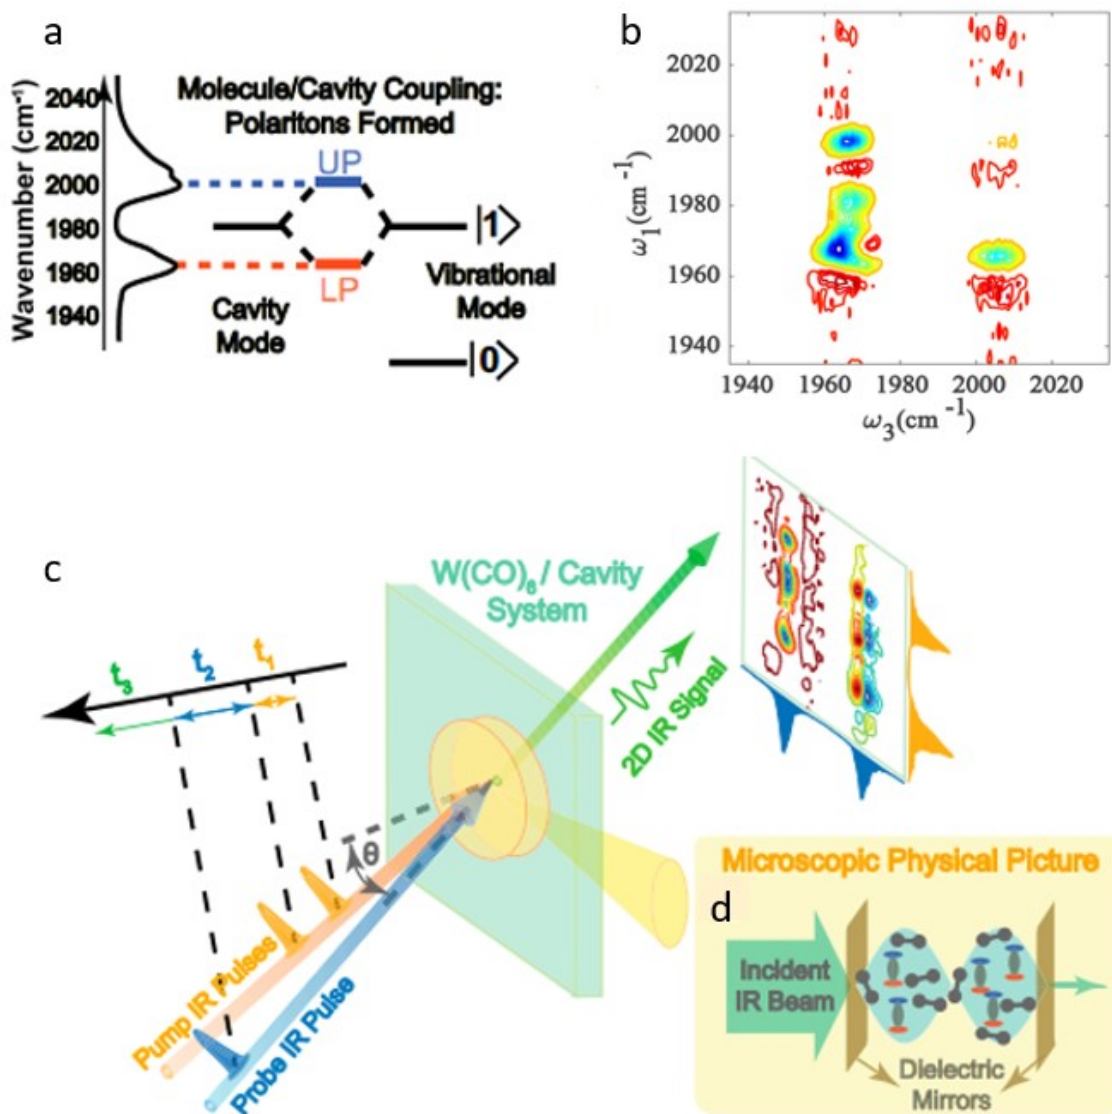 a
Wavenumber (cm⁻¹)
2040
2020
2000
1980
1960
1940
Molecule/Cavity Coupling:
Polaritons Formed
UP
LP
|1⟩
Cavity
Mode
Vibrational
Mode
|0⟩
b
ω₁(cm⁻¹)
2020
2000
1980
1960
1940
1940 1960 1980 2000 2020
ω₃(cm⁻¹)
c
t₃ t₂ t₁
W(CO)₆ / Cavity
System
2D IR Signal
θ
Pump IR Pulses
Probe IR Pulse
Microscopic Physical Picture
d
Incident
IR Beam
Dielectric
Mirrors